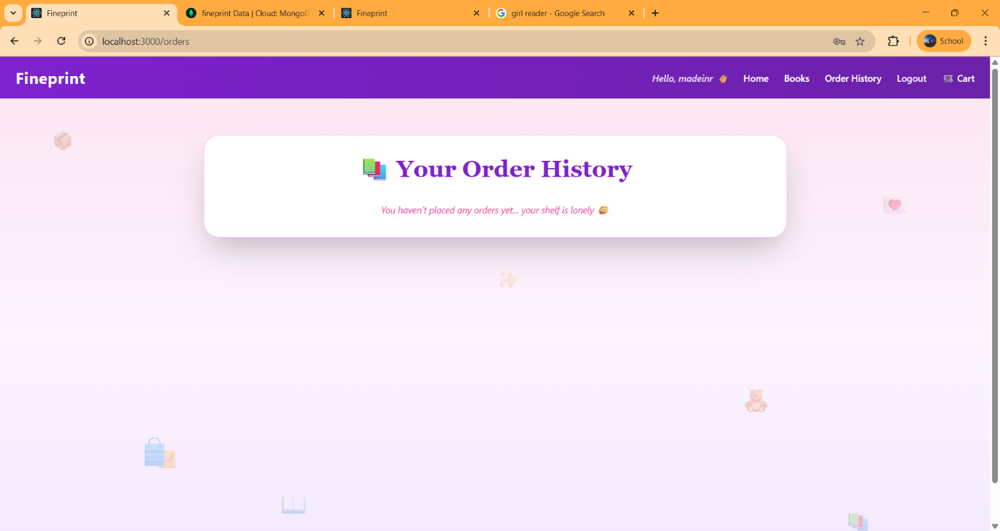 Fineprint
fineprint Data | Cloud: MongoD
Fineprint
girl reader - Google Search
localhost:3000/orders
School
Fineprint
Hello, madeinr 👋
Home
Books
Order History
Logout
🛒 Cart
📚 Your Order History
You haven't placed any orders yet... your shelf is lonely 🤪